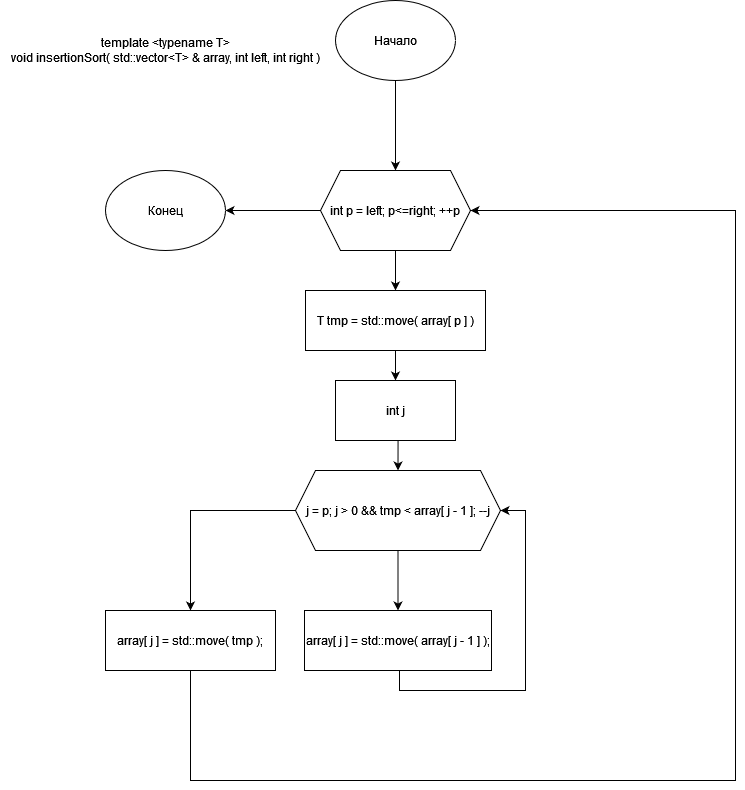 Начало
template <typename T>
void insertionSort( std::vector<T> & array, int left, int right )
Конец
int p = left; p<=right; ++p
T tmp = std::move( array[ p ] )
int j
j = p; j > 0 && tmp < array[ j - 1 ]; --j
array[ j ] = std::move( tmp );
array[ j ] = std::move( array[ j - 1 ] );